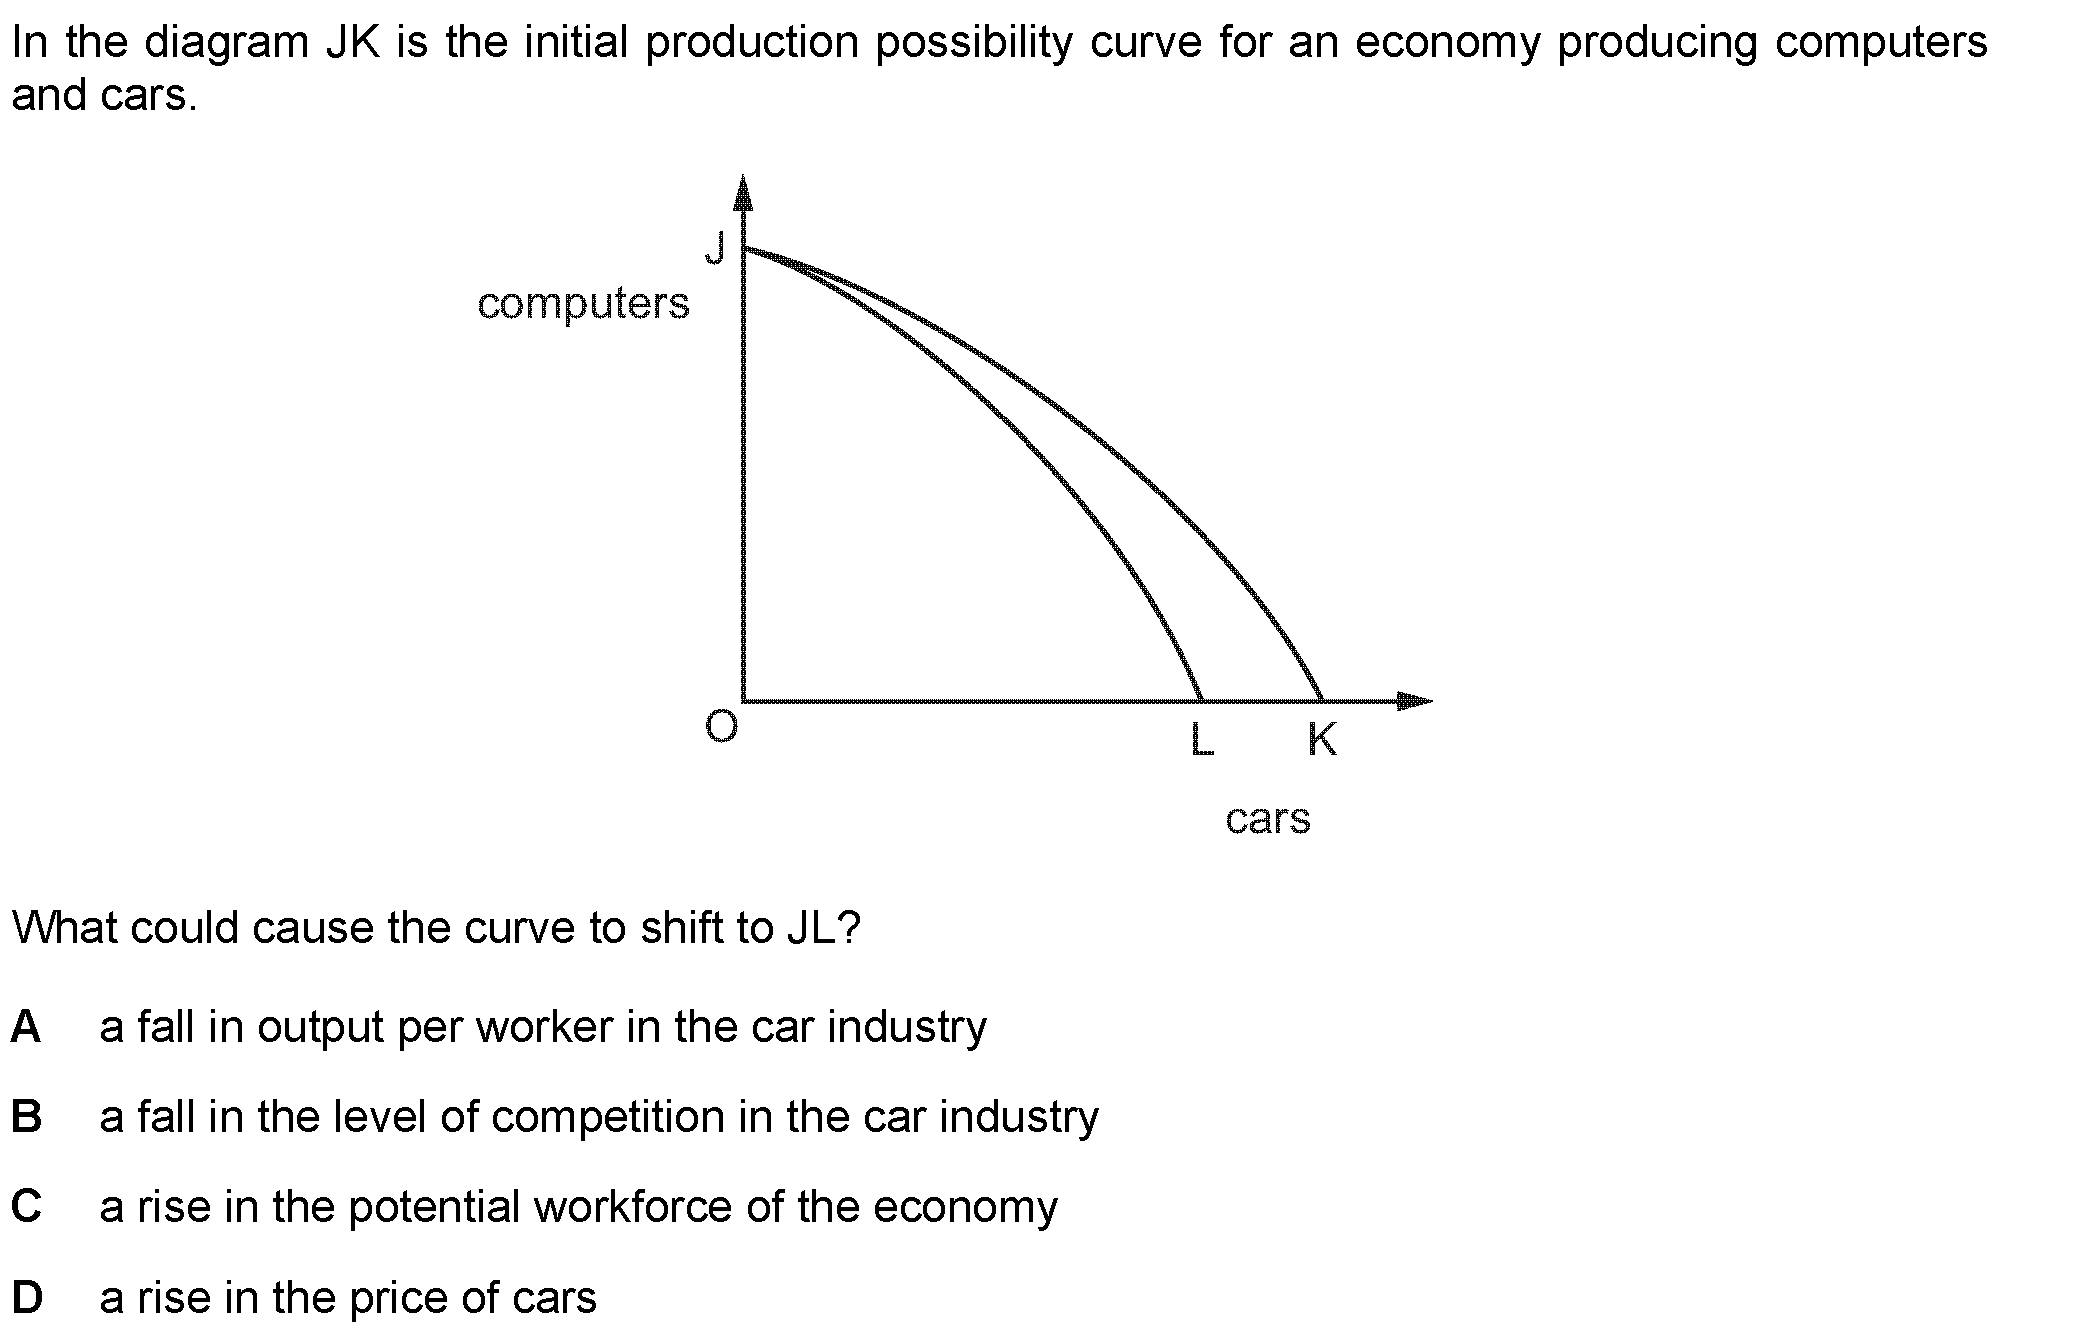 In the diagram JK is the initial production possibility curve for an economy producing computers
and cars.
J
computers
O
L
K
cars
What could cause the curve to shift to JL?
A a fall in output per worker in the car industry
B a fall in the level of competition in the car industry
C a rise in the potential workforce of the economy
D a rise in the price of cars